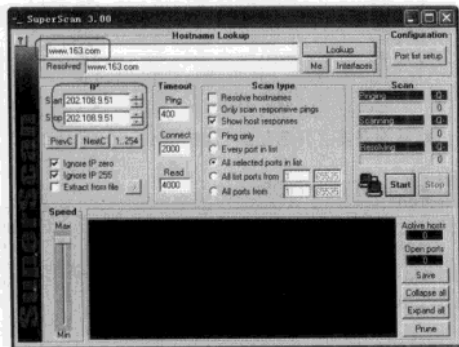 SuperScan 3.00
Hostname Lookup
www.163.com
Lookup
Resolved www.163.com
Me Interfaces
Configuration
Port list setup
IP
Start 202.108.9.51
Stop 202.108.9.51
PrevC NextC 1..254
Ignore IP zero
Ignore IP 255
Extract from file
Timeout
Ping
400
Connect
2000
Read
4000
Scan type
Resolve hostnames
Only scan responsive pings
Show host responses
Ping only
Every port in list
All selected ports in list
All list ports from 1 65535
All ports from 1 65535
Scan
Pinging 0
0
Scanning 0
0
Resolving 0
0
Start Stop
Speed
Max
Min
SuperScan
Active hosts
0
Open ports
0
Save
Collapse all
Expand all
Prune